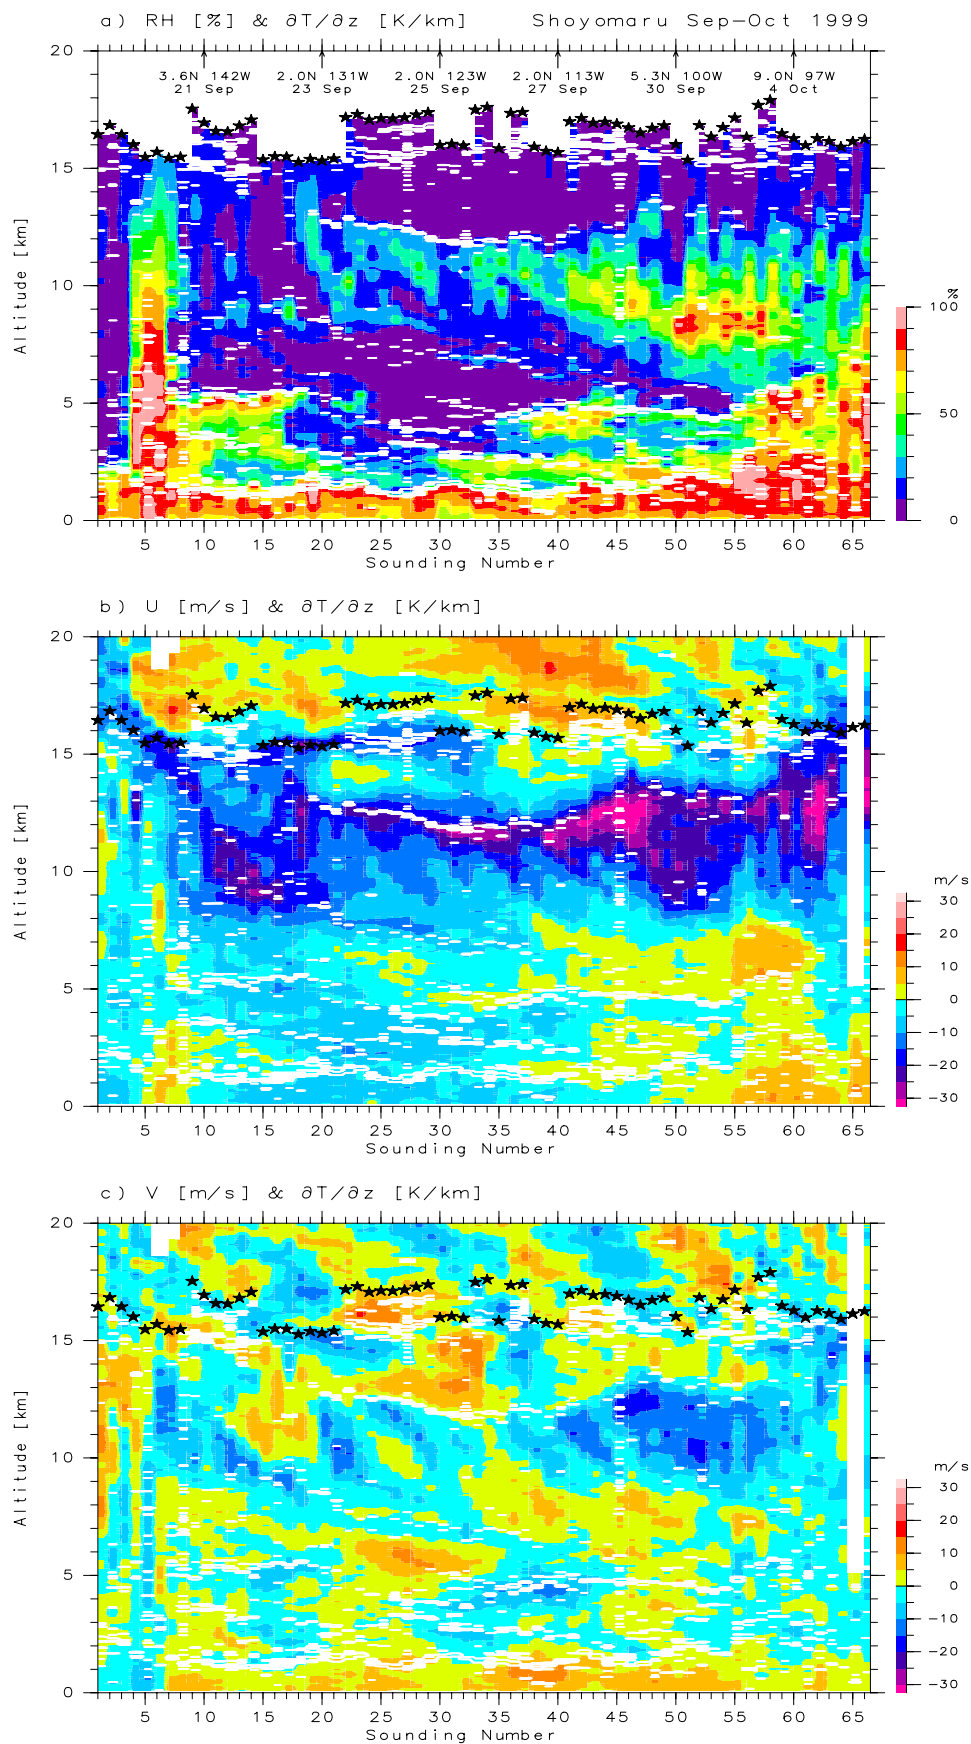 a) RH [%] & ∂T/∂z [K/km] Shoyomaru Sep-Oct 1999
20
3.6N 142W 2.0N 131W 2.0N 123W 2.0N 113W 5.3N 100W 9.0N 97W
21 Sep 23 Sep 25 Sep 27 Sep 30 Sep 4 Oct
15
10
5
0
Altitude [km]
5 10 15 20 25 30 35 40 45 50 55 60 65
Sounding Number
%
100
50
0
b) U [m/s] & ∂T/∂z [K/km]
20
15
10
5
0
Altitude [km]
5 10 15 20 25 30 35 40 45 50 55 60 65
Sounding Number
m/s
30
20
10
0
-10
-20
-30
c) V [m/s] & ∂T/∂z [K/km]
20
15
10
5
0
Altitude [km]
5 10 15 20 25 30 35 40 45 50 55 60 65
Sounding Number
m/s
30
20
10
0
-10
-20
-30